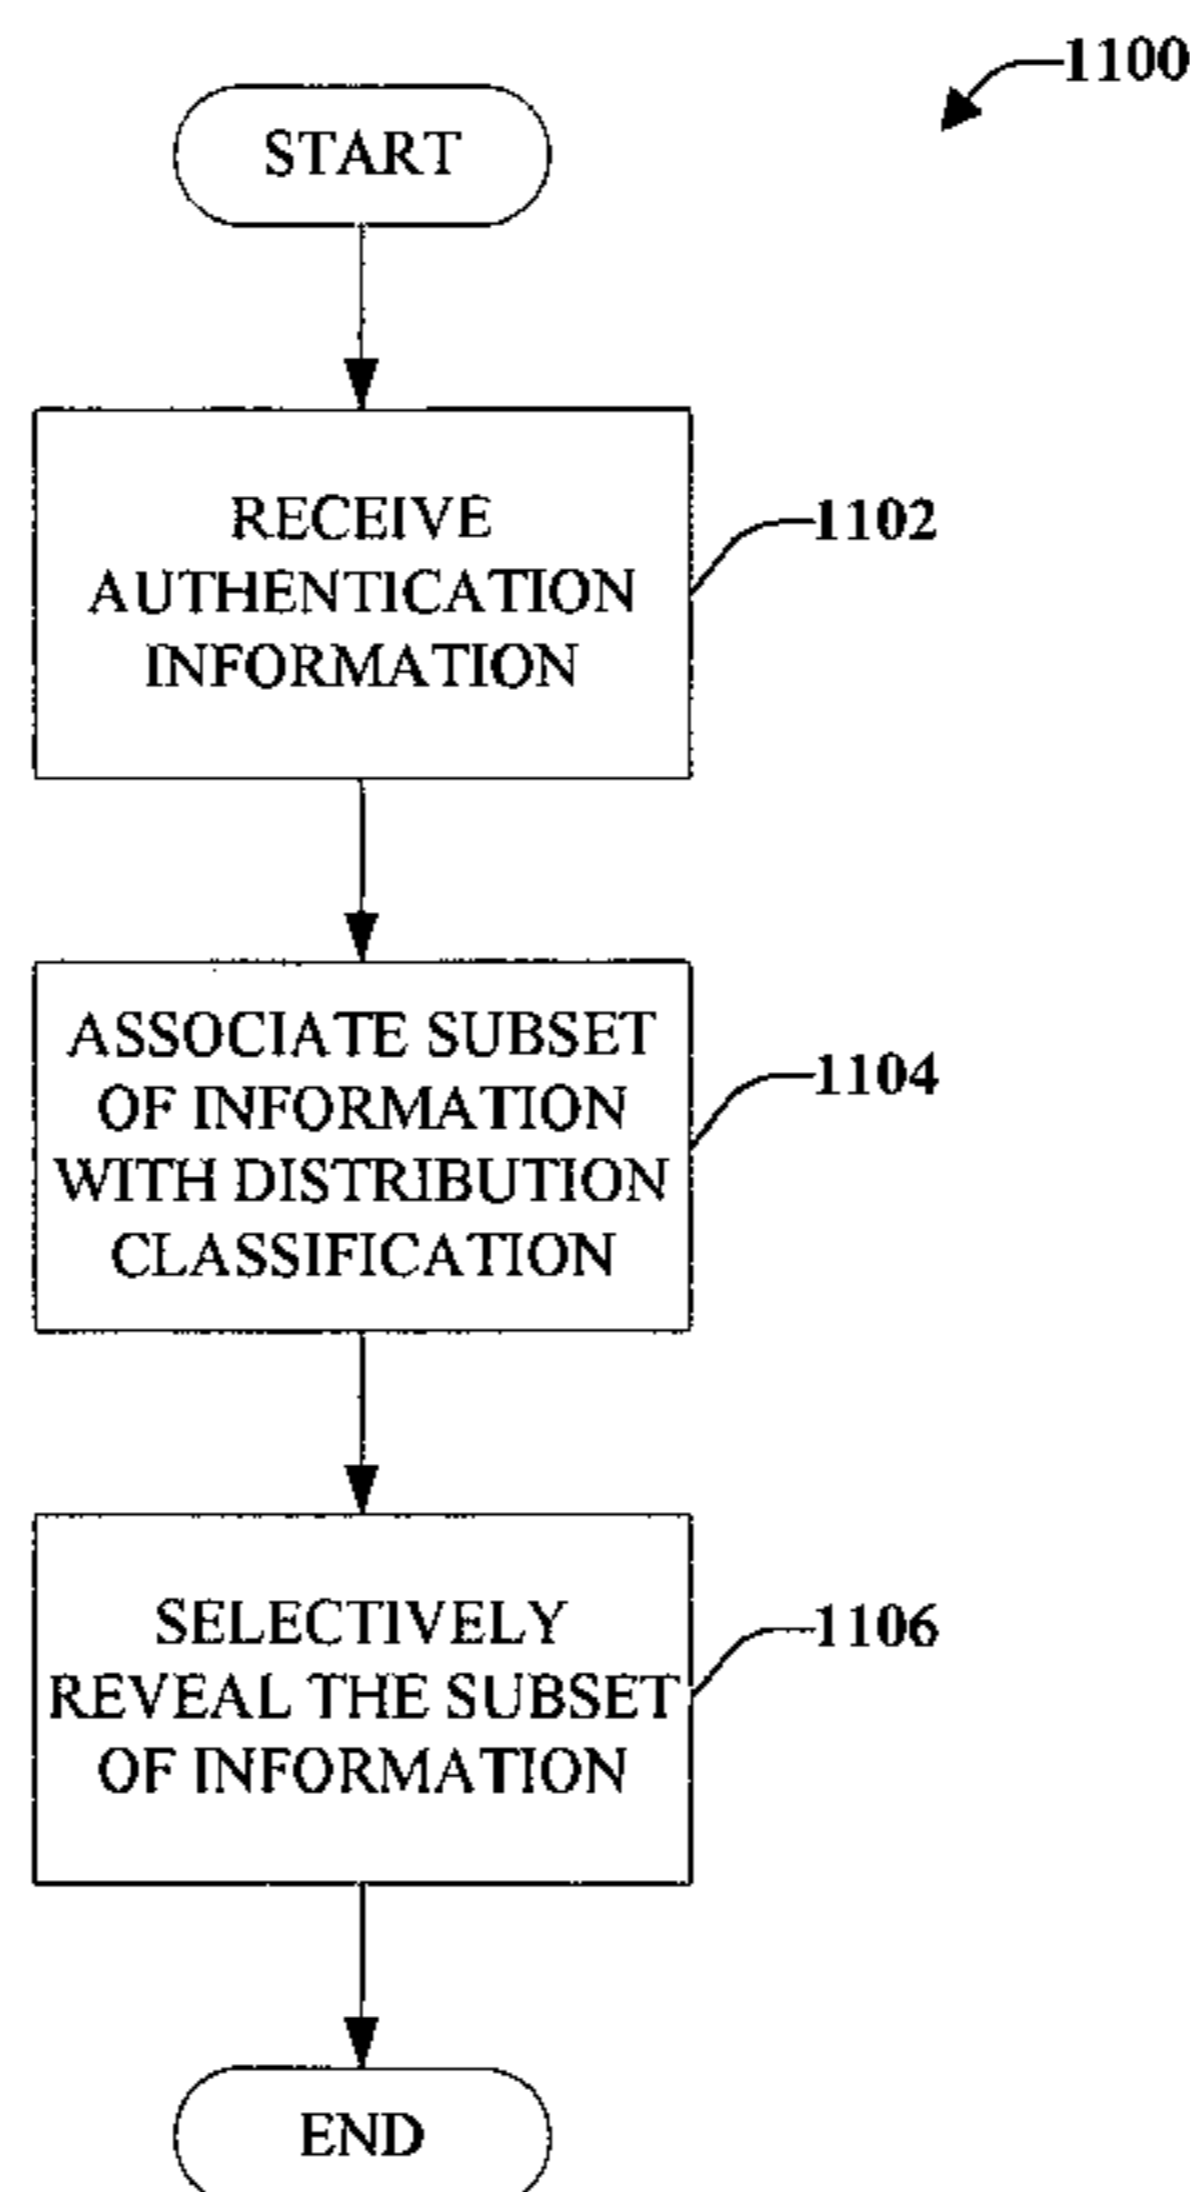 1100
START
RECEIVE
AUTHENTICATION
INFORMATION
1102
ASSOCIATE SUBSET
OF INFORMATION
WITH DISTRIBUTION
CLASSIFICATION
1104
SELECTIVELY
REVEAL THE SUBSET
OF INFORMATION
1106
END